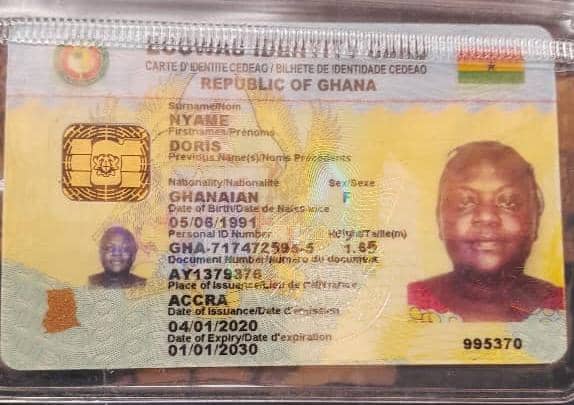 ECOWAS IDENTITY CARD
CARTE D'IDENTITE CEDEAO / BILHETE DE IDENTIDADE CEDEAO
REPUBLIC OF GHANA
Surname/Nom
NYAME
Firstnames/Prénoms
DORIS
Previous Name(s)/Noms Précédents
Nationality/Nationalité Sex/Sexe
GHANAIAN F
Date of Birth/Date de Naissance
05/06/1991
Personal ID Number Height/Taille(m)
GNA-717472595-5 1.65
Document Number/Numéro du document
AY1379376
Place of Issuance/Lieu de
ACCRA
Date of Issuance/Date d'émission
04/01/2020
Date of Expiry/Date d'expiration
01/01/2030
995370